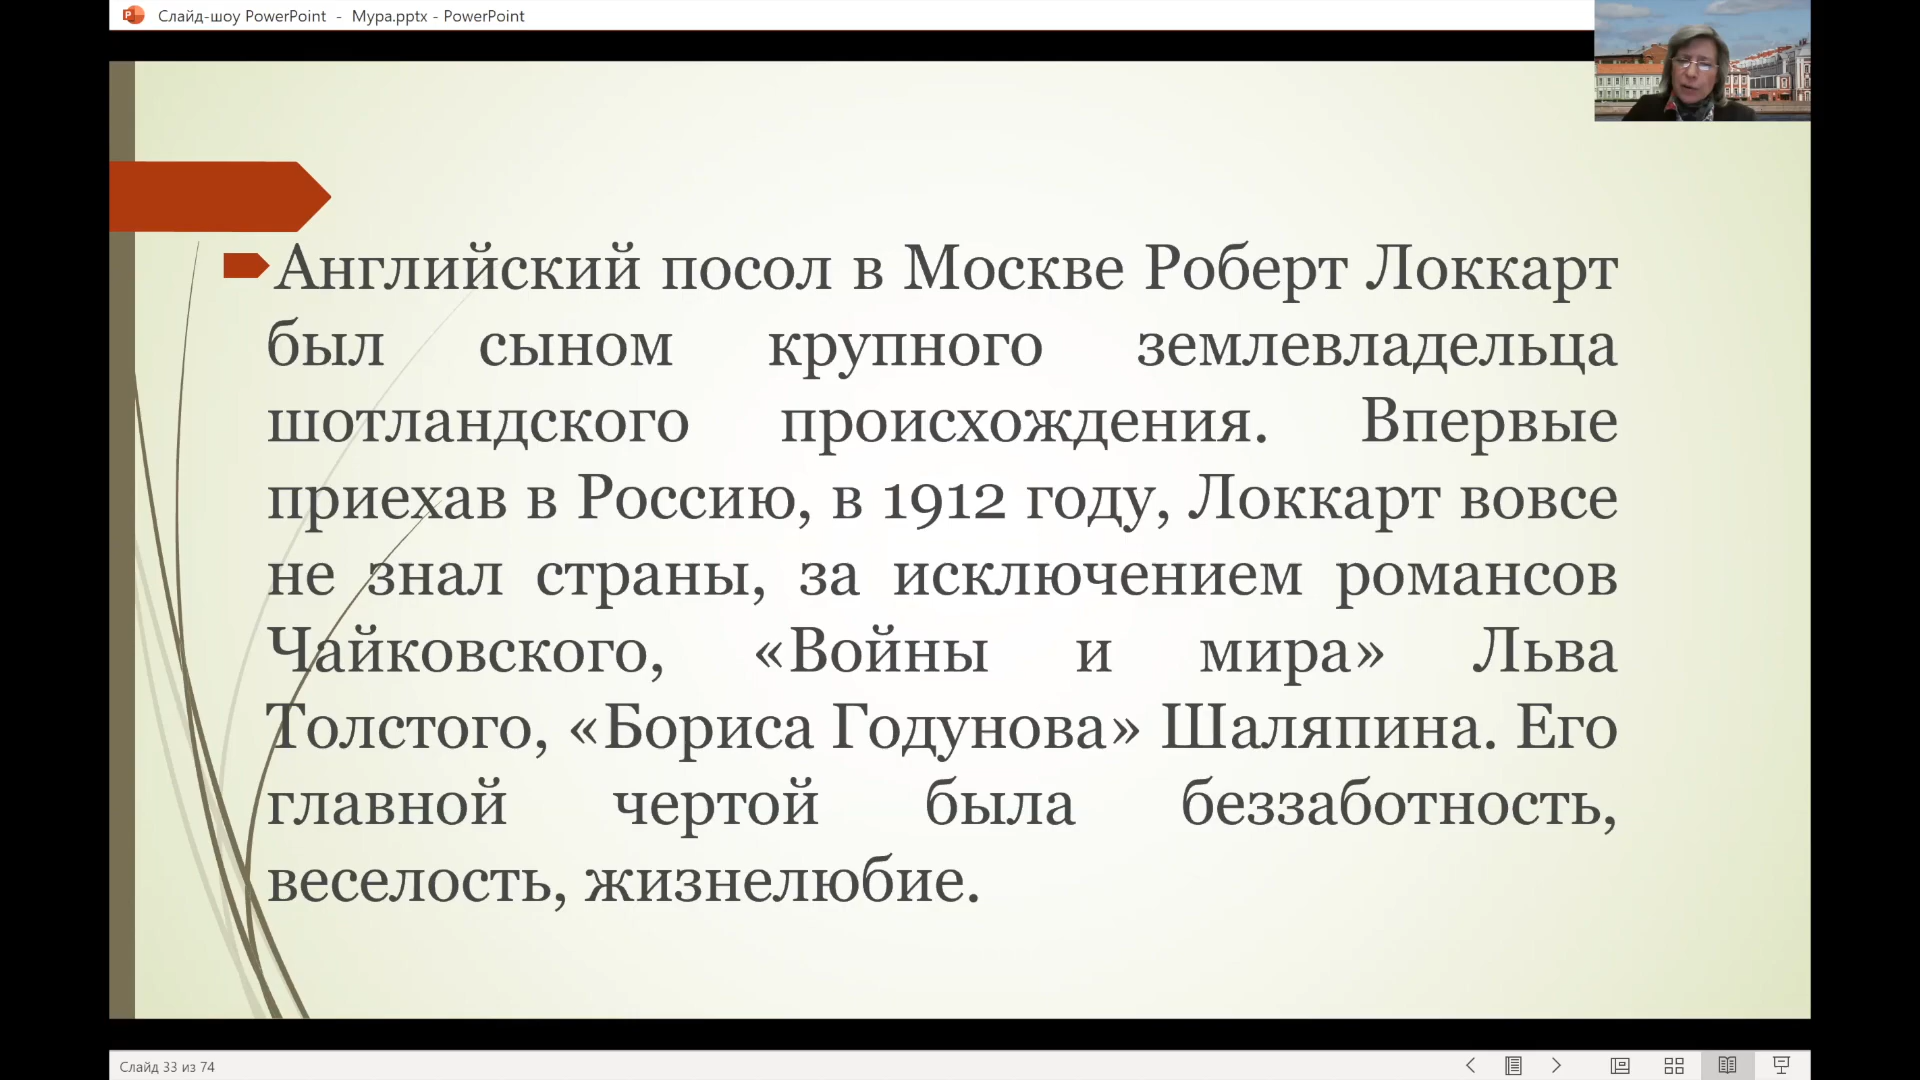 Слайд-шоу PowerPoint - Мура.pptx - PowerPoint
Английский посол в Москве Роберт Локкарт
был сыном крупного землевладельца
шотландского происхождения. Впервые
приехав в Россию, в 1912 году, Локкарт вовсе
не знал страны, за исключением романсов
Чайковского, «Войны и мира» Льва
Толстого, «Бориса Годунова» Шаляпина. Его
главной чертой была беззаботность,
веселость, жизнелюбие.
Слайд 33 из 74